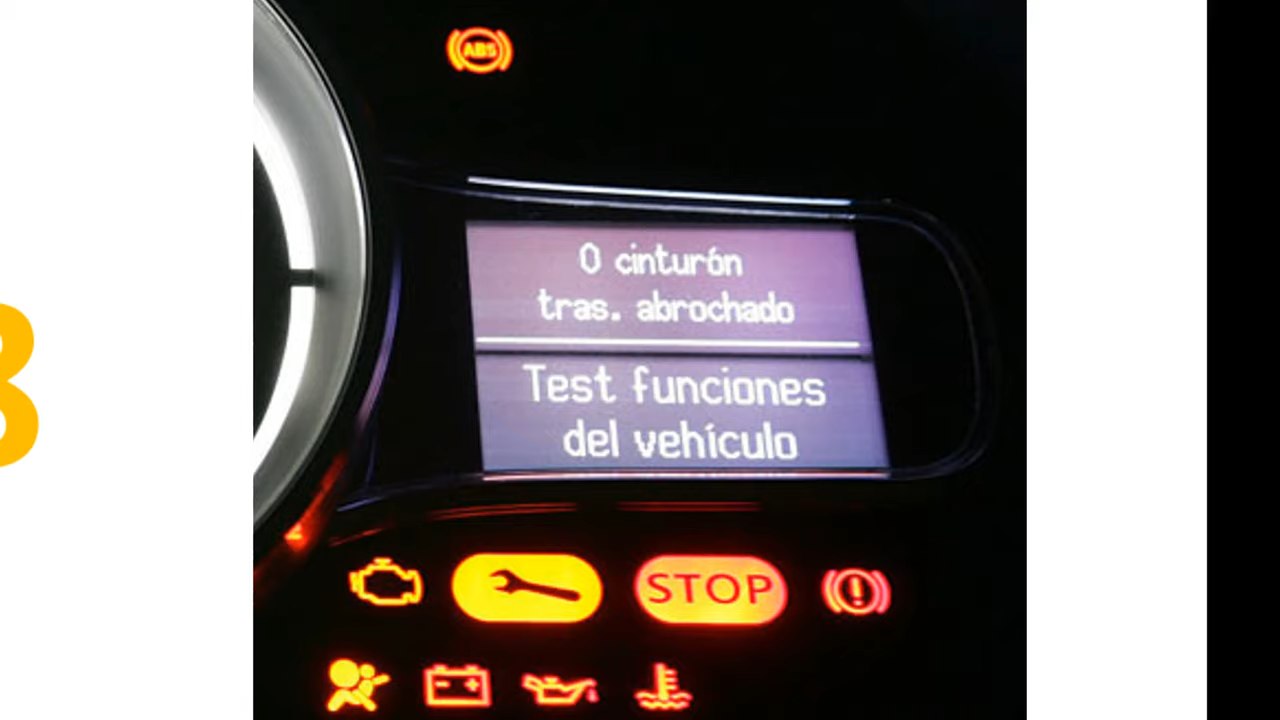 ABS
0 cinturón
tras. abrochado
Test funciones
del vehículo
STOP